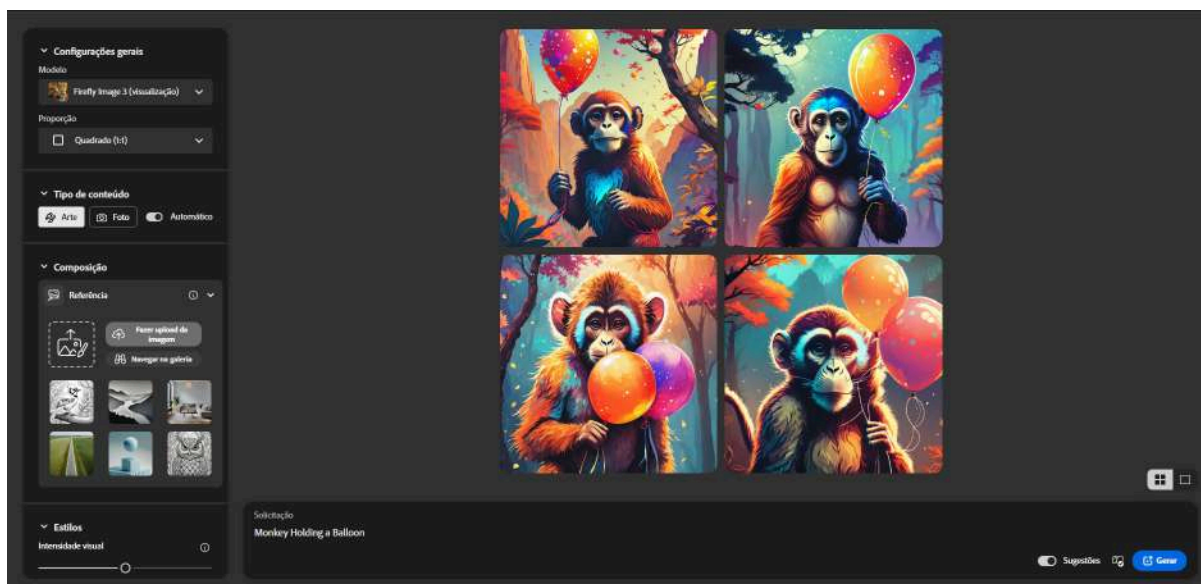 Configurações gerais
Modelo
Firefly Image 3 (visualização)
Proporção
Quadrado (1:1)
Tipo de conteúdo
Arte
Foto
Automático
Composição
Referência
Fazer upload de
imagem
Navegar na galeria
Estilos
Intensidade visual
Solicitação
Monkey Holding a Balloon
Sugestões
Gerar